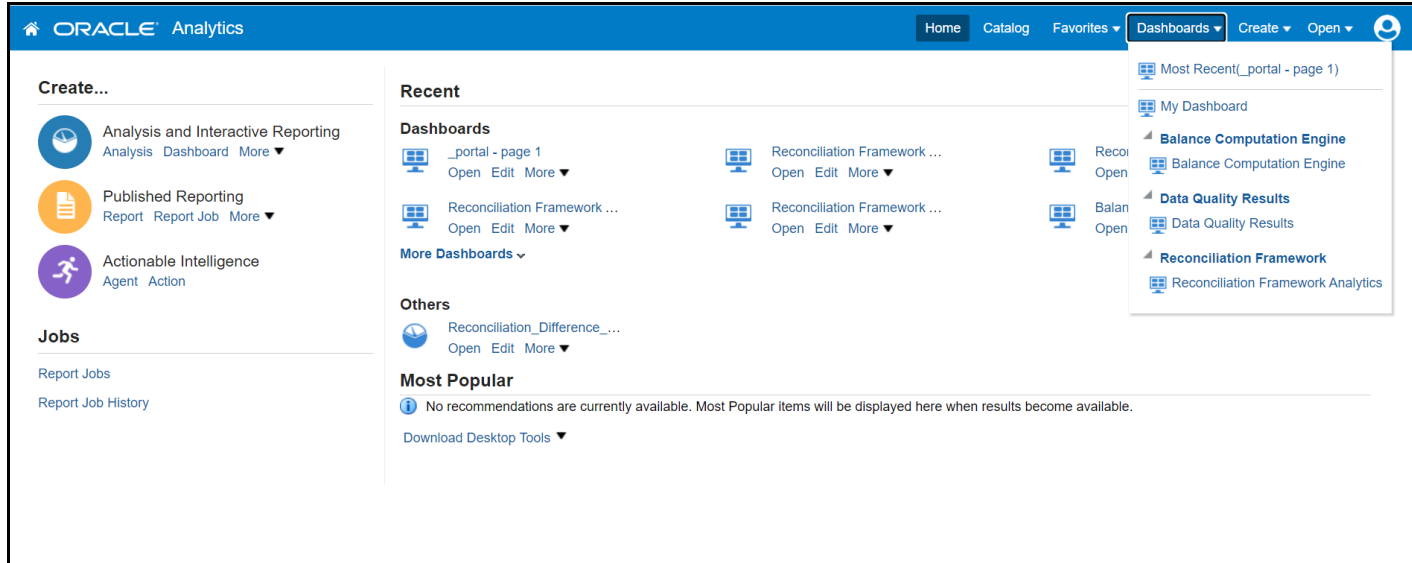 ORACLE Analytics
Home Catalog Favorites Dashboards Create Open
Most Recent(_portal - page 1)
My Dashboard
Balance Computation Engine
Balance Computation Engine
Data Quality Results
Data Quality Results
Reconciliation Framework
Reconciliation Framework Analytics
Create...
Analysis and Interactive Reporting
Analysis Dashboard More
Published Reporting
Report Report Job More
Actionable Intelligence
Agent Action
Jobs
Report Jobs
Report Job History
Recent
Dashboards
_portal - page 1
Open Edit More
Reconciliation Framework ...
Open Edit More
Recon
Open
Reconciliation Framework ...
Open Edit More
Reconciliation Framework ...
Open Edit More
Balan
Open
More Dashboards
Others
Reconciliation_Difference_...
Open Edit More
Most Popular
No recommendations are currently available. Most Popular items will be displayed here when results become available.
Download Desktop Tools